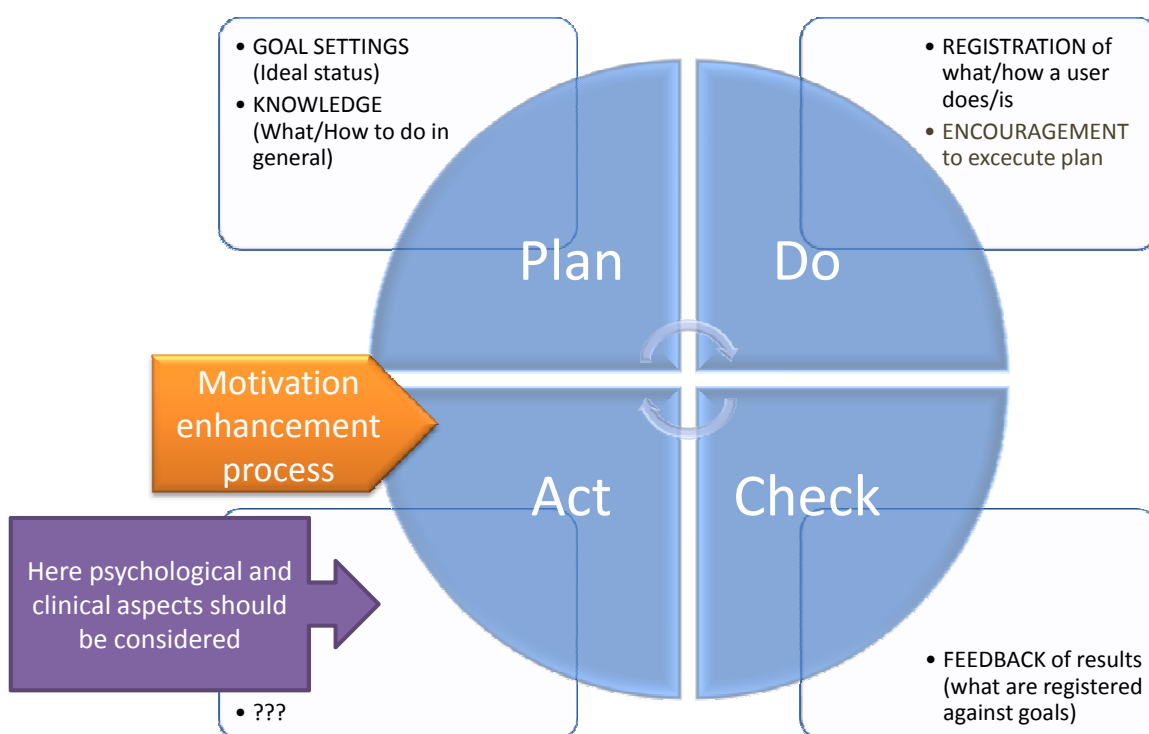 • GOAL SETTINGS
(Ideal status)
• KNOWLEDGE
(What/How to do in
general)
• REGISTRATION of
what/how a user
does/is
• ENCOURAGEMENT
to excecute plan
Plan
Do
Motivation
enhancement
process
Act
Check
Here psychological and
clinical aspects should
be considered
• ???
• FEEDBACK of results
(what are registered
against goals)